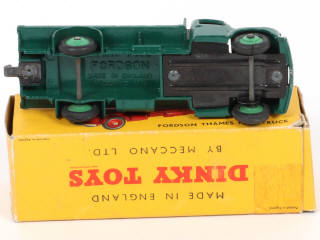 FORDSON
MADE IN ENGLAND
FORDSON THAMES
DINKY TOYS
BY MECCANO LTD.
MADE IN ENGLAND